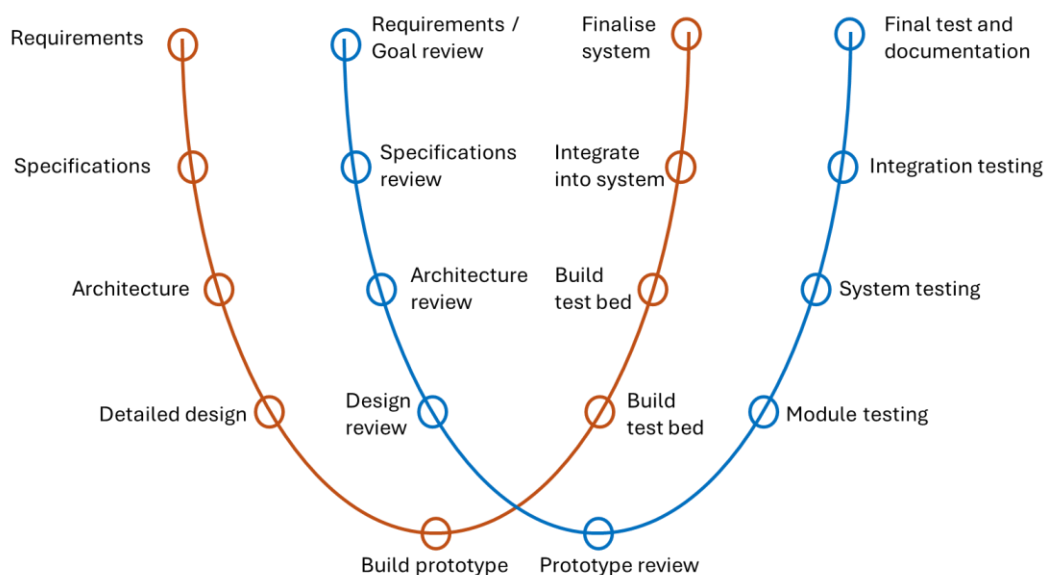 Requirements
Requirements /
Goal review
Finalise
system
Final test and
documentation
Specifications
Specifications
review
Integrate
into system
Integration testing
Architecture
Architecture
review
Build
test bed
System testing
Detailed design
Design
review
Build
test bed
Module testing
Build prototype
Prototype review